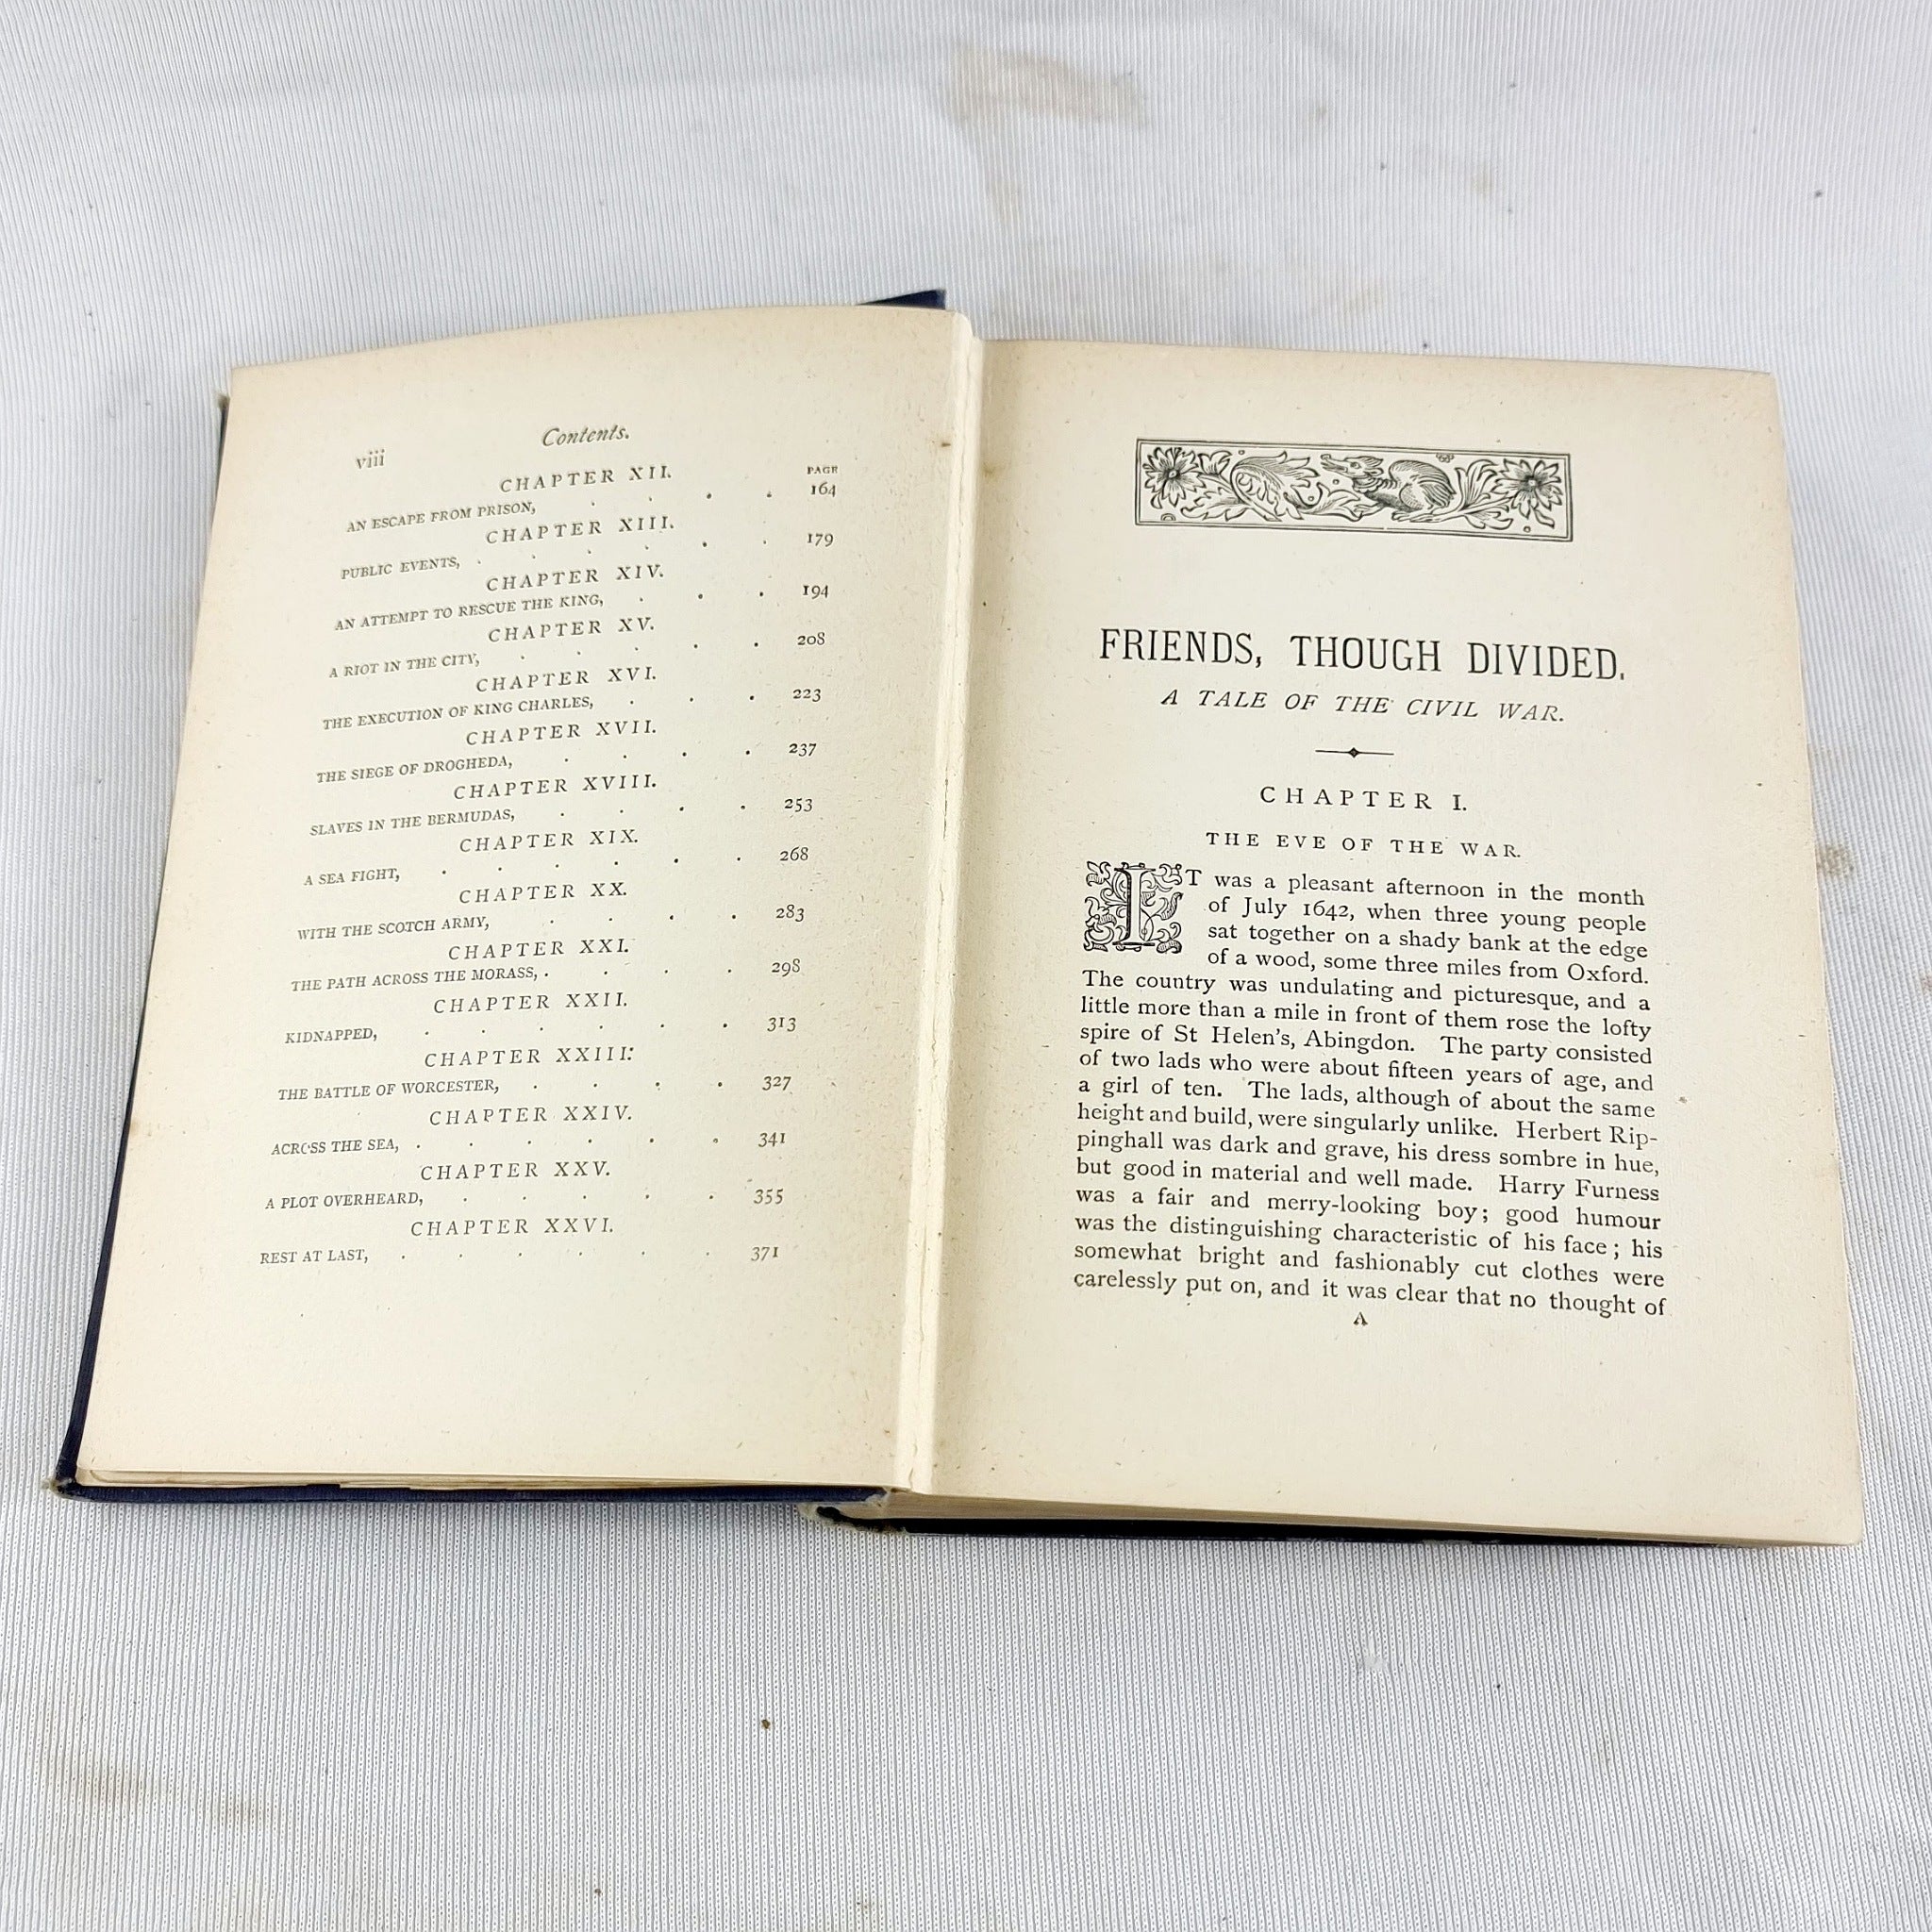 viii
Contents.
CHAPTER XII.
PAGE
AN ESCAPE FROM PRISON, . . . . 164
CHAPTER XIII.
PUBLIC EVENTS, . . . . . . 179
CHAPTER XIV.
AN ATTEMPT TO RESCUE THE KING, . . . 194
CHAPTER XV.
A RIOT IN THE CITY, . . . . . 208
CHAPTER XVI.
THE EXECUTION OF KING CHARLES, . . . 223
CHAPTER XVII.
THE SIEGE OF DROGHEDA, . . . . 237
CHAPTER XVIII.
SLAVES IN THE BERMUDAS, . . . . 253
CHAPTER XIX.
A SEA FIGHT, . . . . . . 268
CHAPTER XX.
WITH THE SCOTCH ARMY, . . . . 283
CHAPTER XXI.
THE PATH ACROSS THE MORASS, . . . . 298
CHAPTER XXII.
KIDNAPPED, . . . . . . 313
CHAPTER XXIII.
THE BATTLE OF WORCESTER, . . . . 327
CHAPTER XXIV.
ACROSS THE SEA, . . . . . . 341
CHAPTER XXV.
A PLOT OVERHEARD, . . . . . 355
CHAPTER XXVI.
REST AT LAST, . . . . . . 371
FRIENDS, THOUGH DIVIDED.
A TALE OF THE CIVIL WAR.
CHAPTER I.
THE EVE OF THE WAR.
IT was a pleasant afternoon in the month
of July 1642, when three young people
sat together on a shady bank at the edge
of a wood, some three miles from Oxford.
The country was undulating and picturesque, and a
little more than a mile in front of them rose the lofty
spire of St Helen's, Abingdon. The party consisted
of two lads who were about fifteen years of age, and
a girl of ten. The lads, although of about the same
height and build, were singularly unlike. Herbert Rip-
pinghall was dark and grave, his dress sombre in hue,
but good in material and well made. Harry Furness
was a fair and merry-looking boy; good humour
was the distinguishing characteristic of his face; his
somewhat bright and fashionably cut clothes were
carelessly put on, and it was clear that no thought of
A